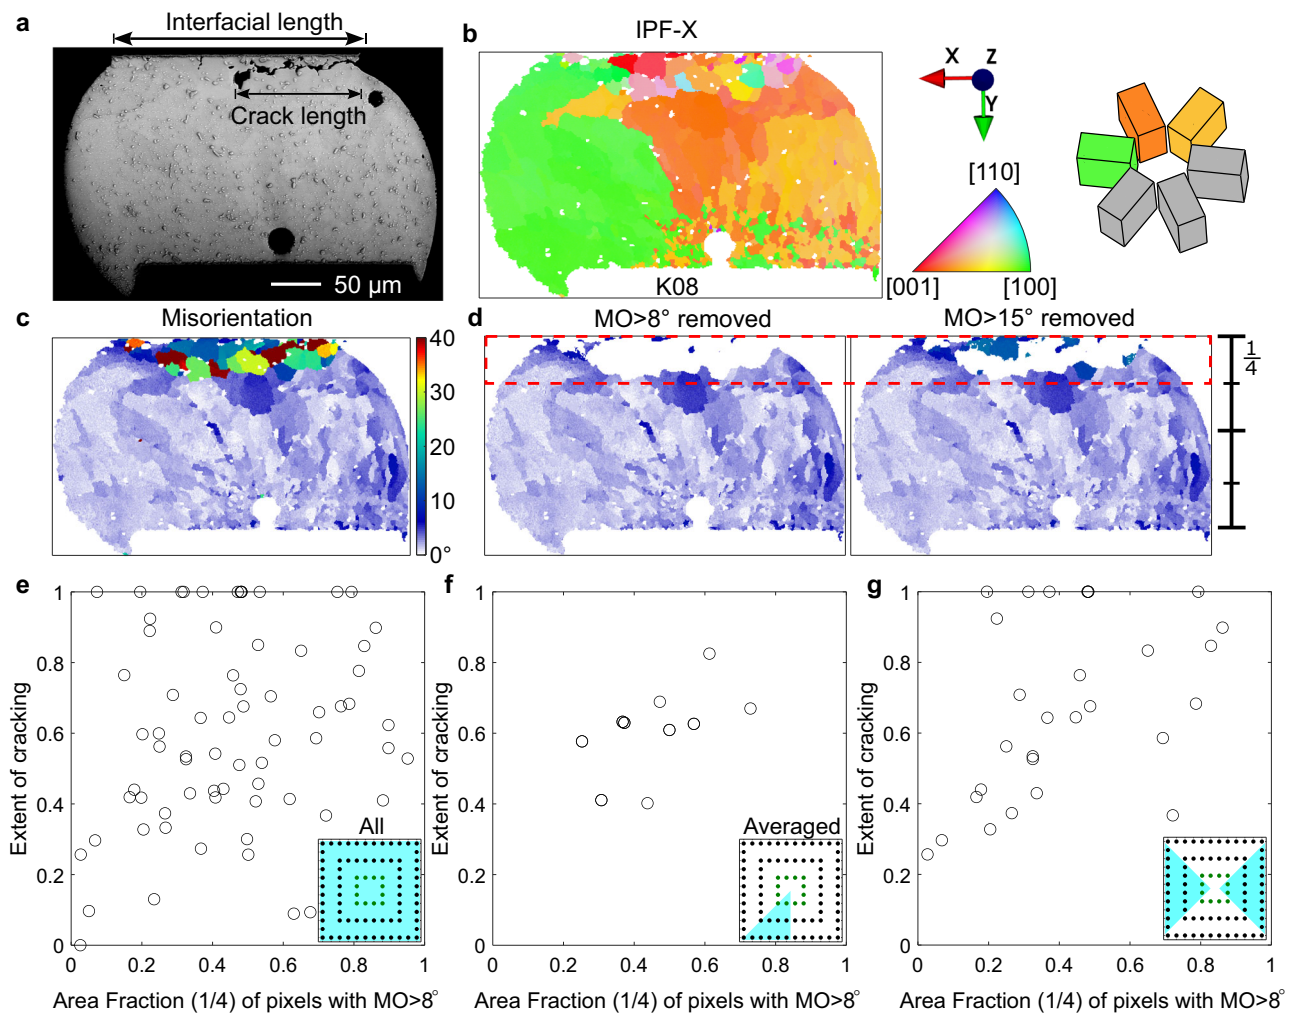 a
Interfacial length
Crack length
50 µm
b
IPF-X
K08
X
Z
Y
[110]
[001]
[100]
c
Misorientation
40
30
20
10
0°
d
MO>8° removed
MO>15° removed
1
4
e
Extent of cracking
1
0.8
0.6
0.4
0.2
0
All
0 0.2 0.4 0.6 0.8 1
Area Fraction (1/4) of pixels with MO>8°
f
Extent of cracking
1
0.8
0.6
0.4
0.2
0
Averaged
0 0.2 0.4 0.6 0.8 1
Area Fraction (1/4) of pixels with MO>8°
g
Extent of cracking
1
0.8
0.6
0.4
0.2
0
0 0.2 0.4 0.6 0.8 1
Area Fraction (1/4) of pixels with MO>8°